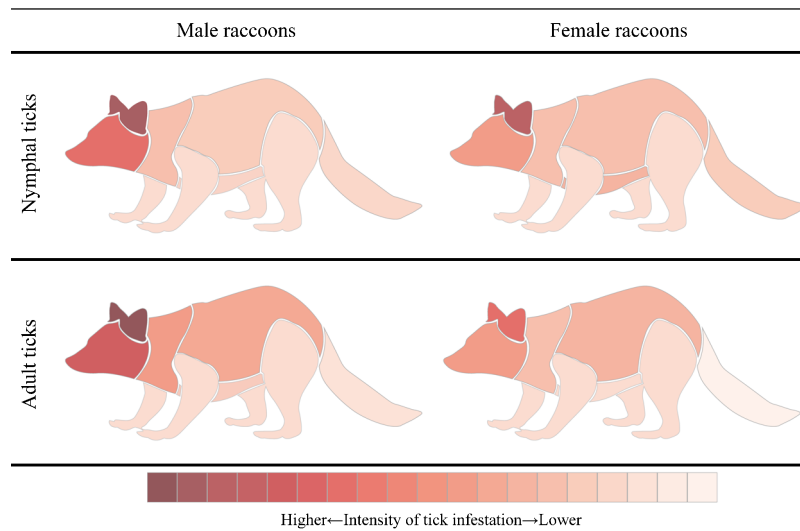 Male raccoons
Female raccoons
Nymphal ticks
Adult ticks
Higher←Intensity of tick infestation→Lower